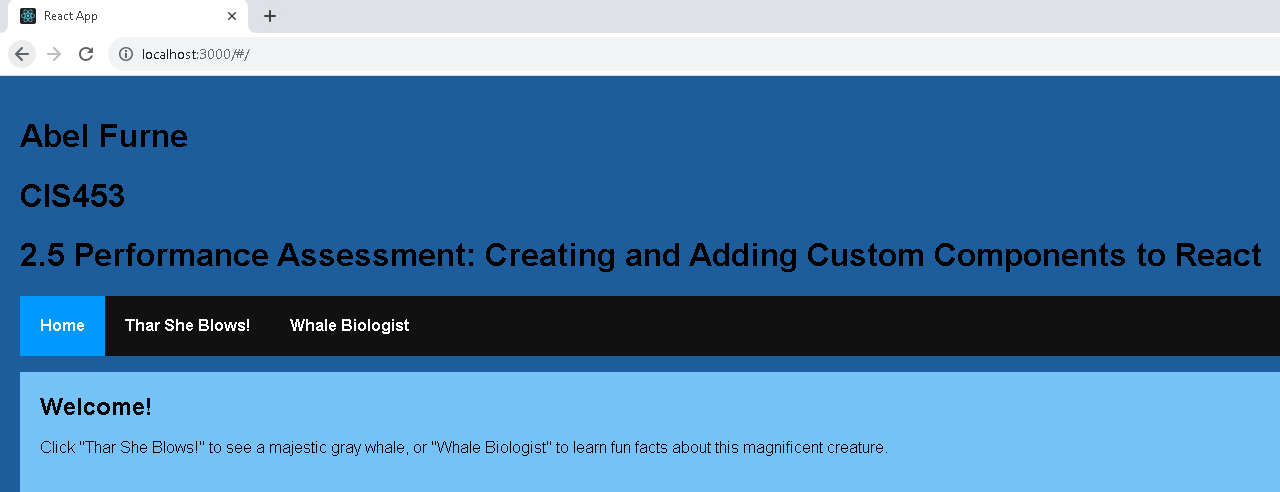 React App
localhost:3000/#/
Abel Furne
CIS453
2.5 Performance Assessment: Creating and Adding Custom Components to React
Home Thar She Blows! Whale Biologist
Welcome!
Click "Thar She Blows!" to see a majestic gray whale, or "Whale Biologist" to learn fun facts about this magnificent creature.